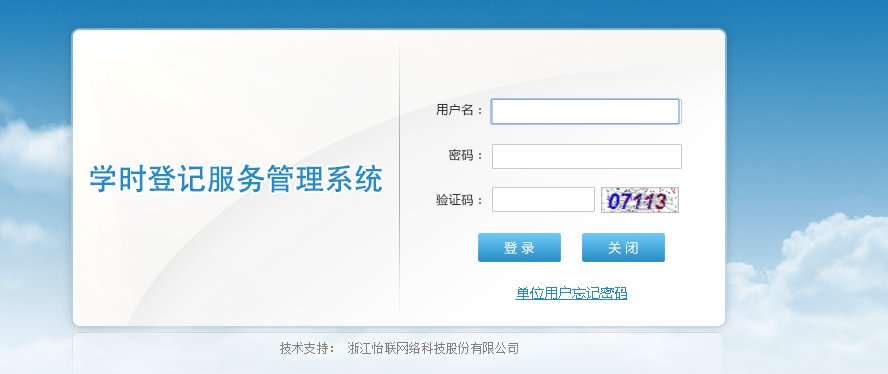 学时登记服务管理系统
用户名：
密码：
验证码：
07113
登 录
关 闭
单位用户忘记密码
技术支持： 浙江怡联网络科技股份有限公司